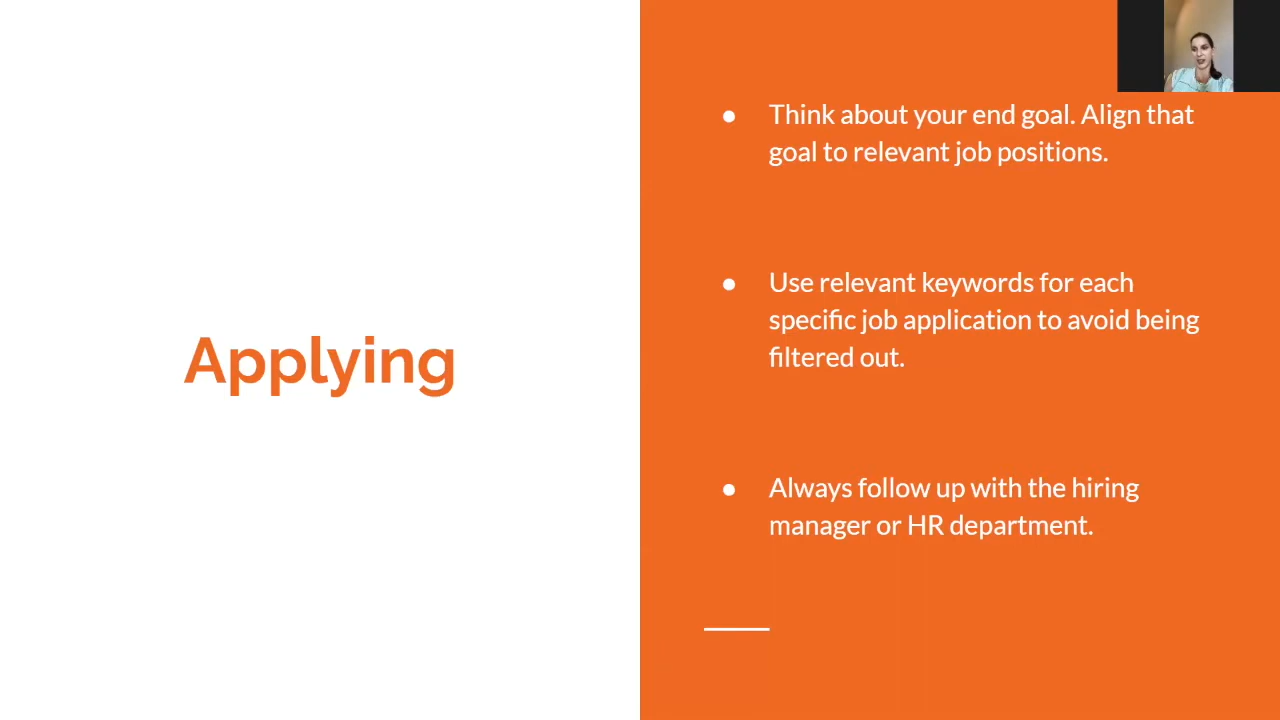 Applying
● Think about your end goal. Align that
goal to relevant job positions.
● Use relevant keywords for each
specific job application to avoid being
filtered out.
● Always follow up with the hiring
manager or HR department.